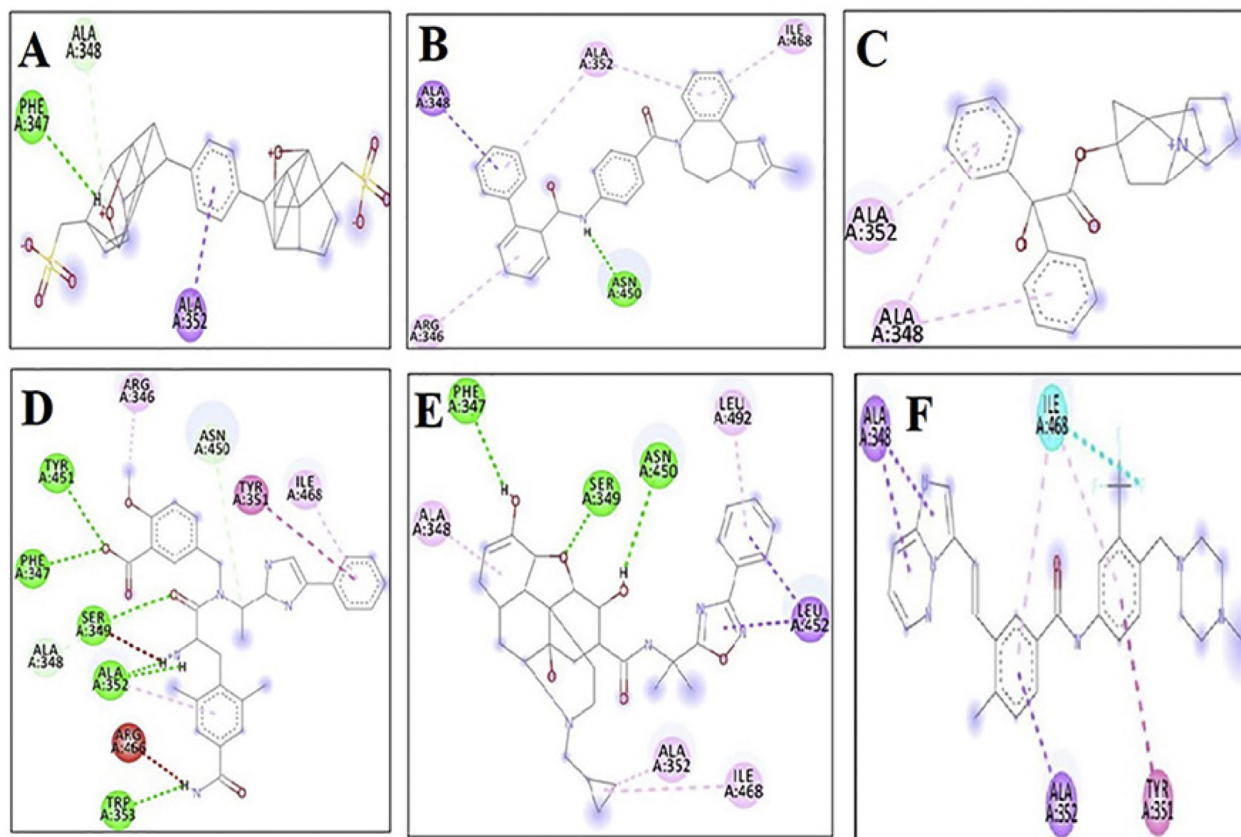 A
ALA
A:348
PHE
A:347
H
O
+
O
+
S
O
-
O
O
S
O
-
O
O
ALA
A:352
B
ALA
A:352
ILE
A:468
ALA
A:348
O
N
N
N
O
N
H
ASN
A:450
ARG
A:346
C
N
+
O
O
O
ALA
A:352
ALA
A:348
D
ARG
A:346
ASN
A:450
TYR
A:451
TYR
A:351
ILE
A:468
O
O
O
PHE
A:347
N
N
N
SER
A:349
O
ALA
A:348
H
N
+
H
ALA
A:352
ARG
A:466
H
N
O
TRP
A:353
E
PHE
A:347
LEU
A:492
ASN
A:450
SER
A:349
H
O
ALA
A:348
O
H
O
LEU
A:452
N
N
N
O
O
O
N
ALA
A:352
ILE
A:468
F
ALA
A:348
ILE
A:468
N
N
N
O
N
N
N
ALA
A:352
TYR
A:351